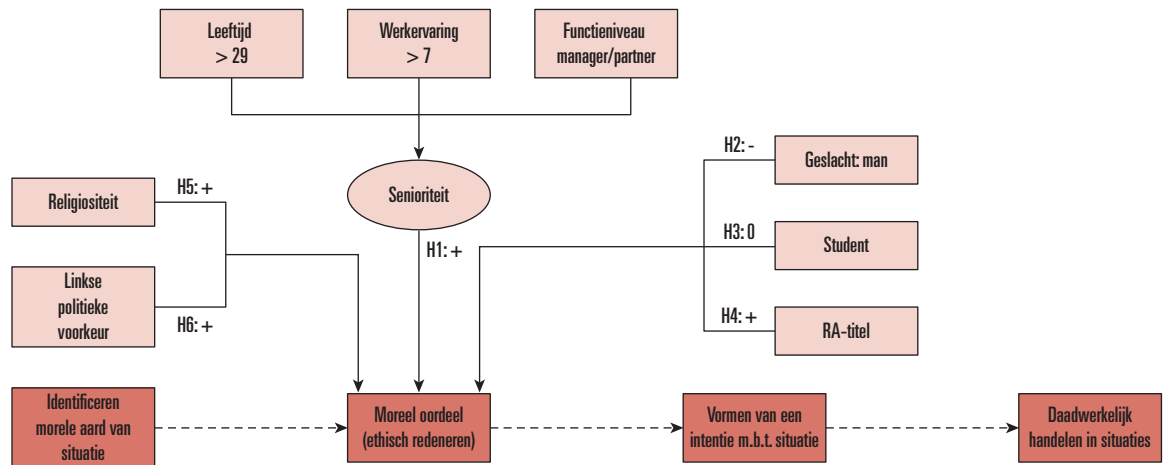 Leeftijd
> 29
Werkervaring
> 7
Functieniveau
manager/partner
H2: -
Geslacht: man
H5: +
Religiositeit
Senioriteit
H3: 0
Student
H1: +
Linkse
politieke
voorkeur
H6: +
H4: +
RA-titel
Identificeren
morele aard van
situatie
Moreel oordeel
(ethisch redeneren)
Vormen van een
intentie m.b.t. situatie
Daadwerkelijk
handelen in situaties